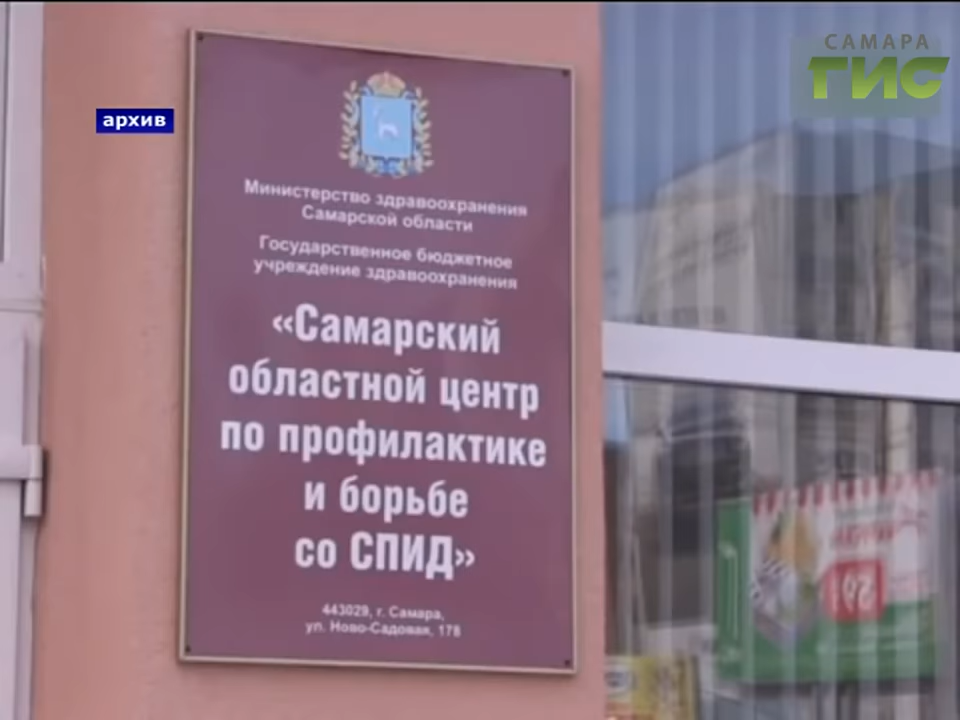 САМАРА
ГИС
архив
Министерство здравоохранения
Самарской области
Государственное бюджетное
учреждение здравоохранения
«Самарский
областной центр
по профилактике
и борьбе
со СПИД»
443029, г. Самара,
ул. Ново-Садовая, 178